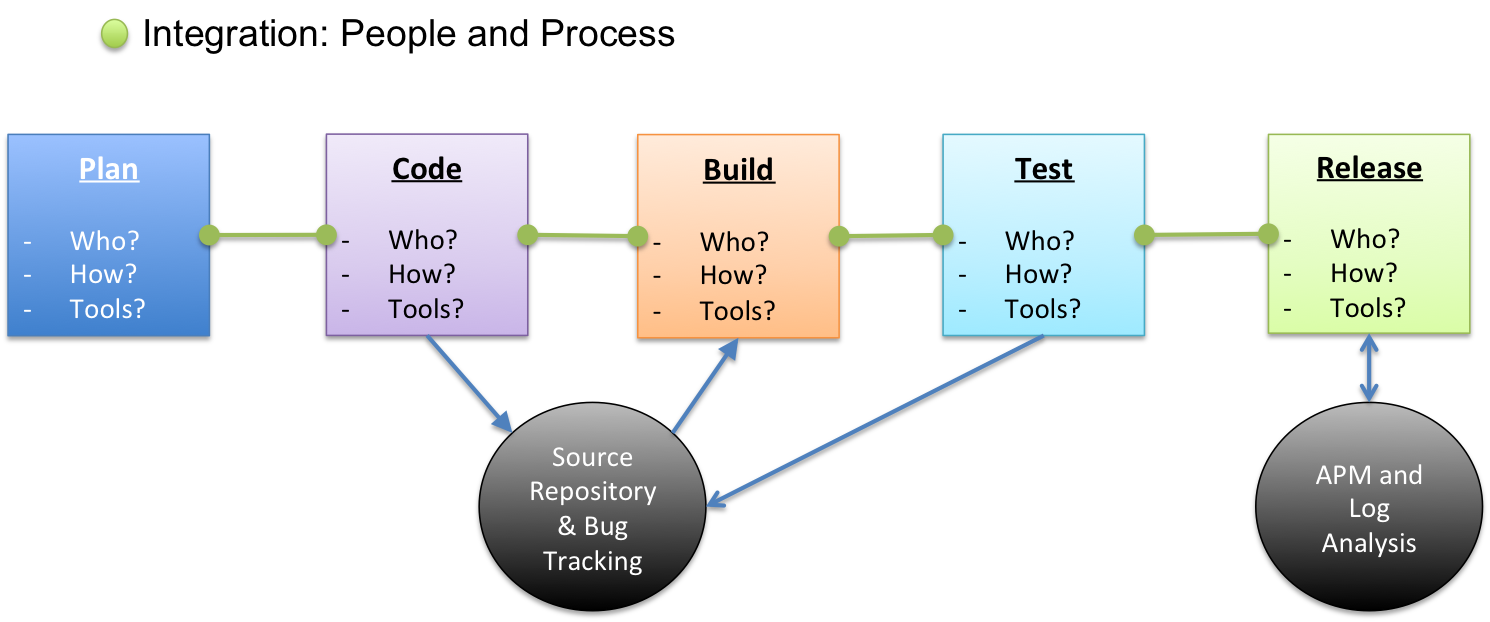 Integration: People and Process
Plan
- Who?
- How?
- Tools?
Code
- Who?
- How?
- Tools?
Build
- Who?
- How?
- Tools?
Test
- Who?
- How?
- Tools?
Release
- Who?
- How?
- Tools?
Source
Repository
& Bug
Tracking
APM and
Log
Analysis